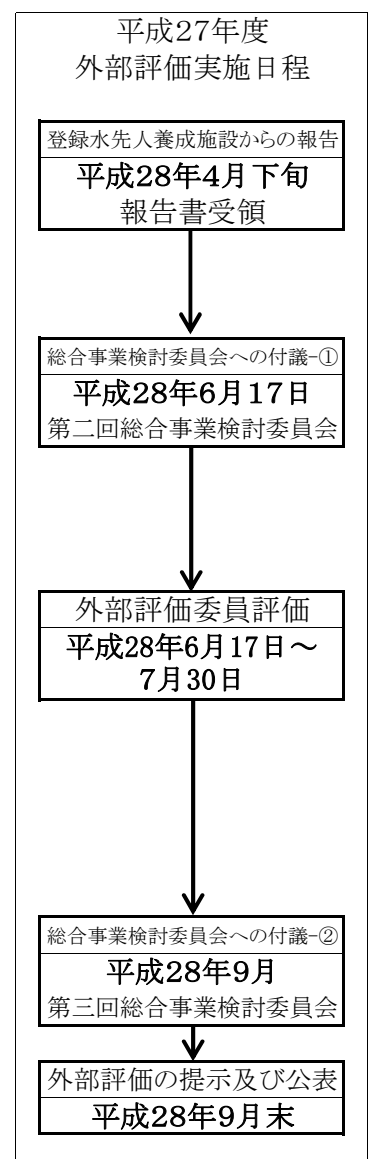 平成27年度
外部評価実施日程
登録水先人養成施設からの報告
平成28年4月下旬
報告書受領
総合事業検討委員会への付議-①
平成28年6月17日
第二回総合事業検討委員会
外部評価委員評価
平成28年6月17日～
7月30日
総合事業検討委員会への付議-②
平成28年9月
第三回総合事業検討委員会
外部評価の提示及び公表
平成28年9月末